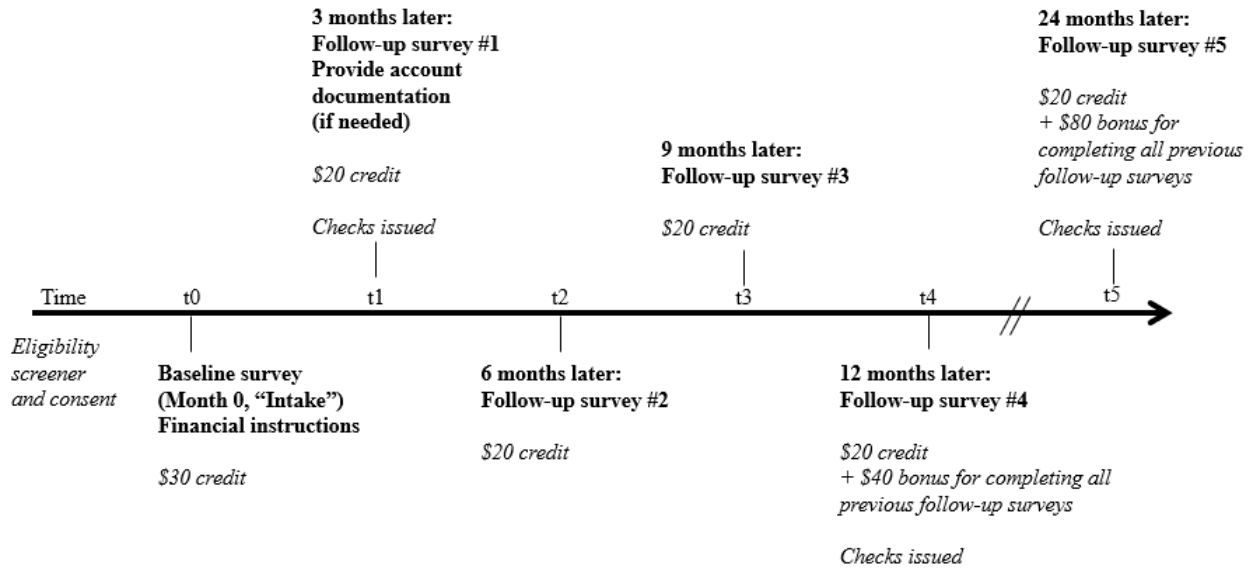 3 months later:
Follow-up survey #1
Provide account
documentation
(if needed)
$20 credit
Checks issued
9 months later:
Follow-up survey #3
$20 credit
24 months later:
Follow-up survey #5
$20 credit
+ $80 bonus for
completing all previous
follow-up surveys
Checks issued
Time t0 t1 t2 t3 t4 t5
Eligibility
screener
and consent
Baseline survey
(Month 0, “Intake”)
Financial instructions
$30 credit
6 months later:
Follow-up survey #2
$20 credit
12 months later:
Follow-up survey #4
$20 credit
+ $40 bonus for completing all
previous follow-up surveys
Checks issued